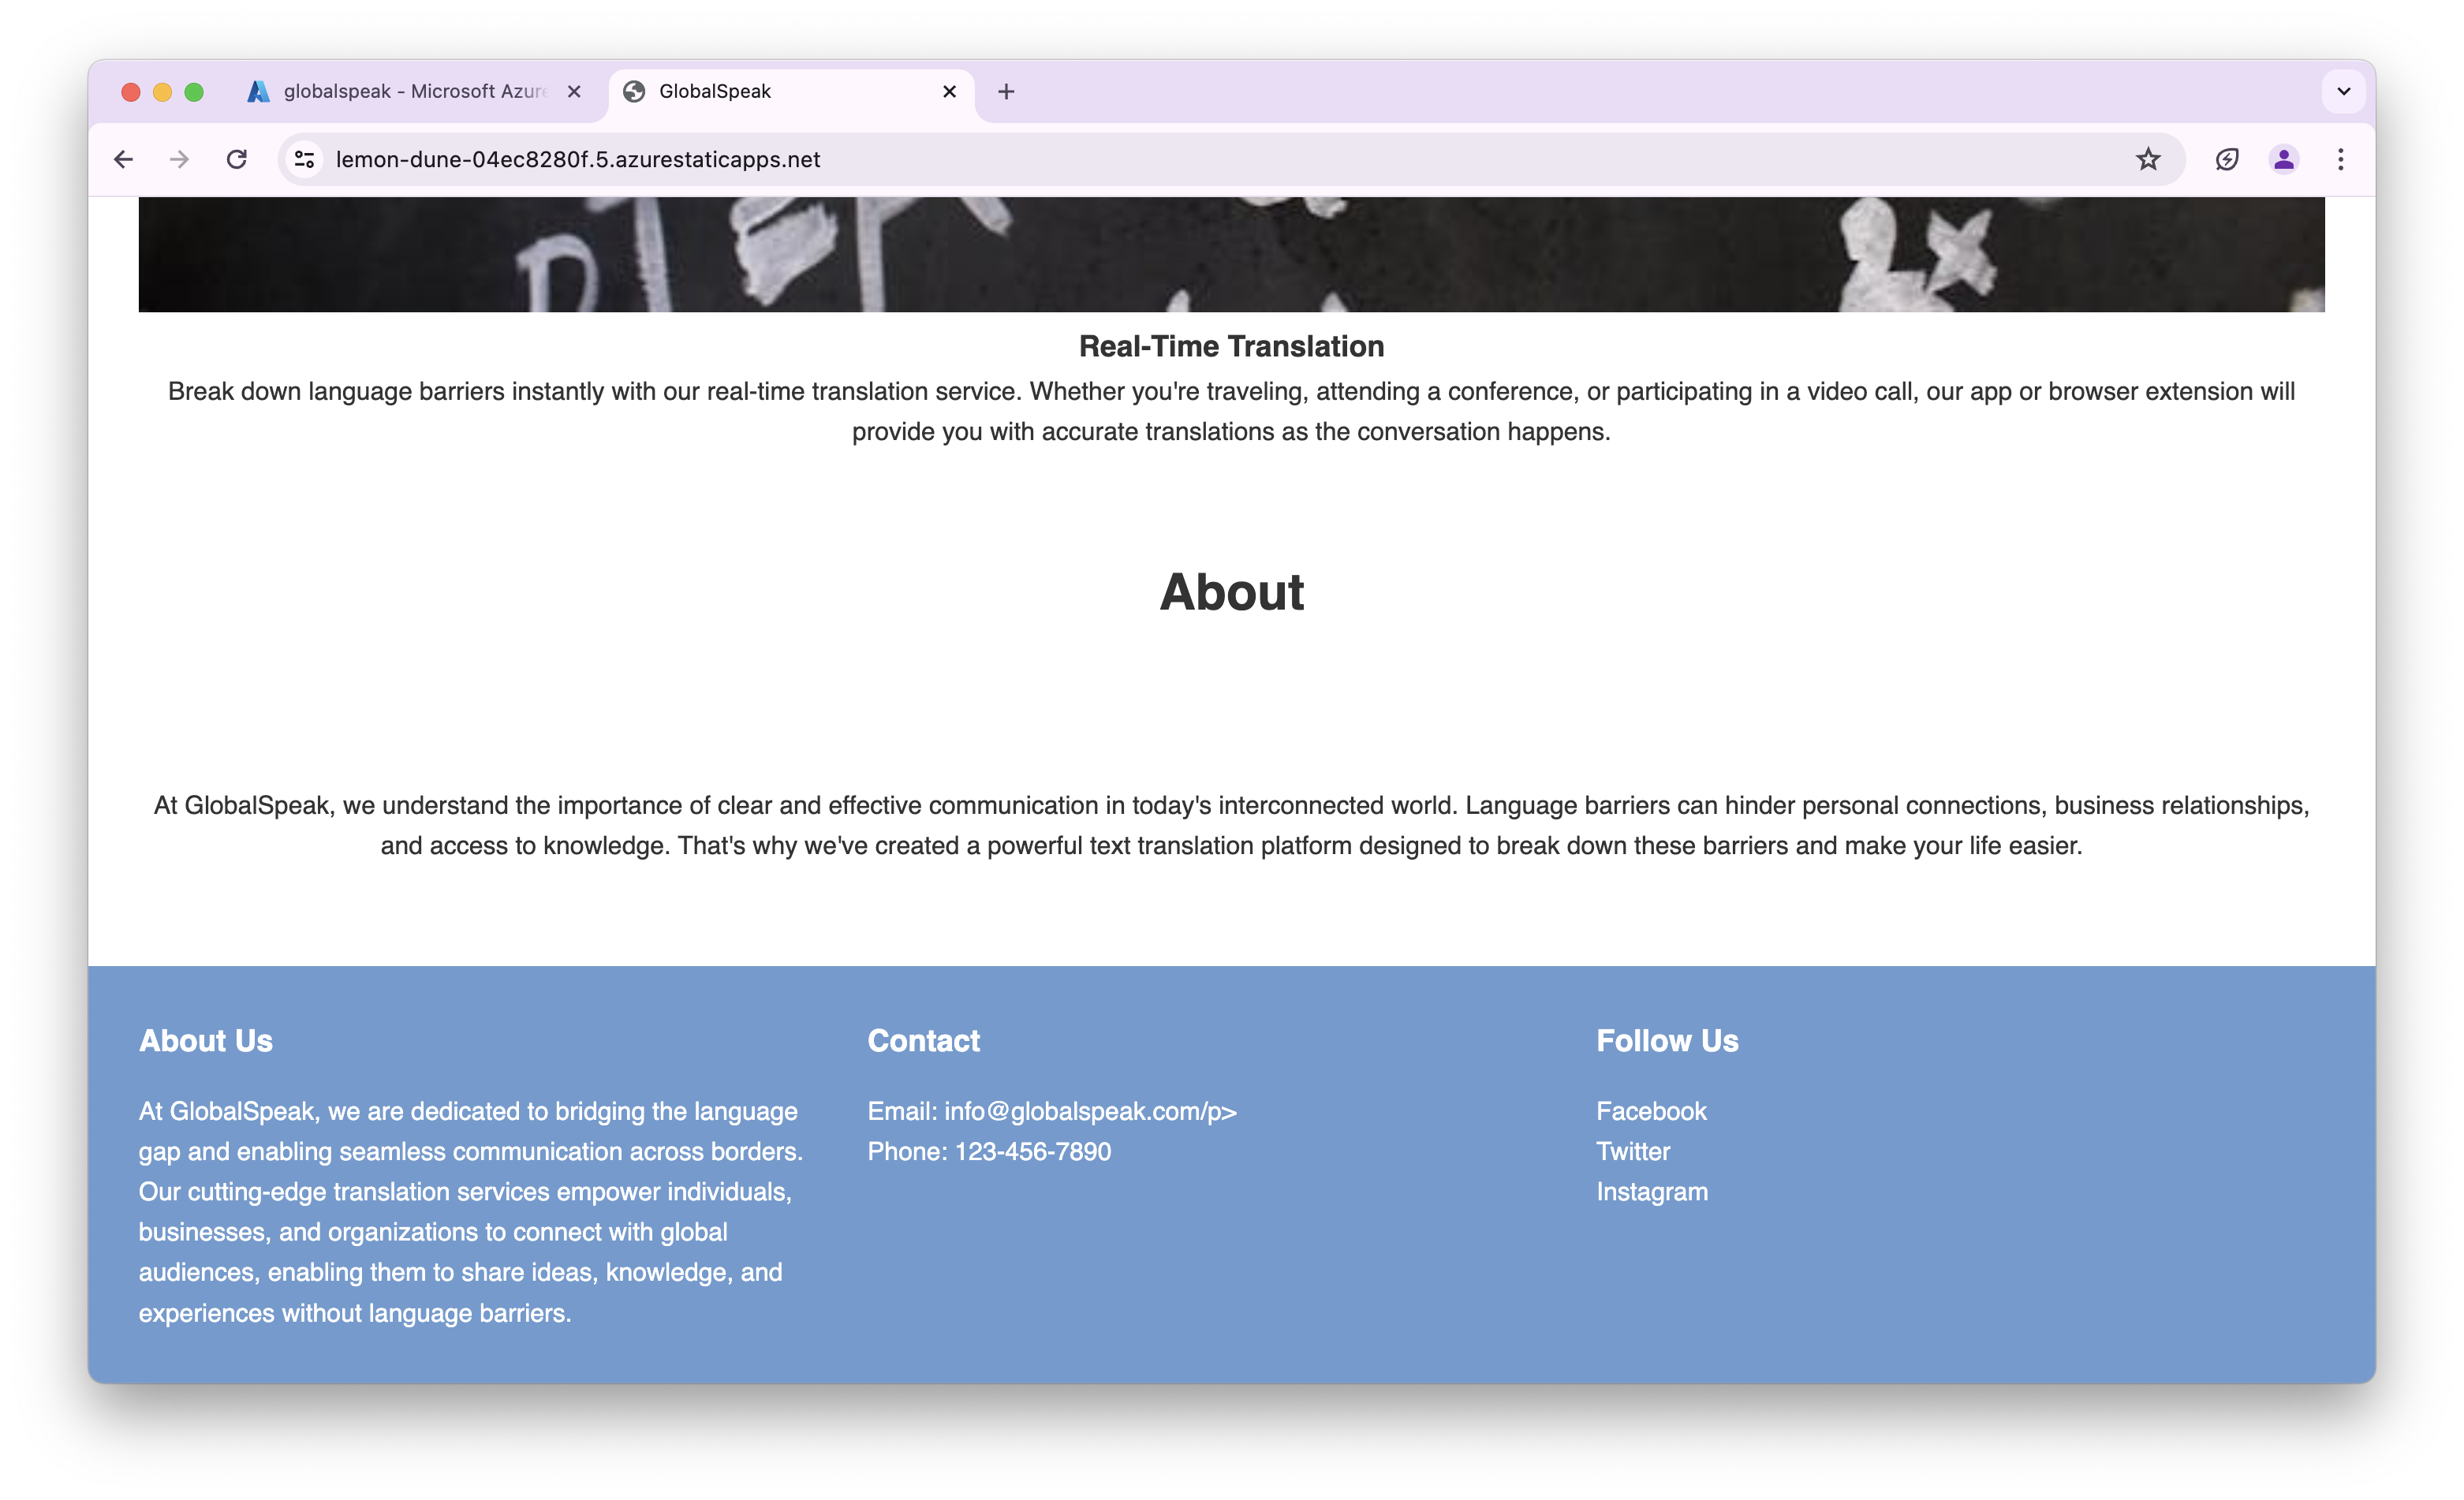 globalspeak - Microsoft Azure
GlobalSpeak
lemon-dune-04ec8280f.5.azurestaticapps.net
Real-Time Translation
Break down language barriers instantly with our real-time translation service. Whether you're traveling, attending a conference, or participating in a video call, our app or browser extension will
provide you with accurate translations as the conversation happens.
About
At GlobalSpeak, we understand the importance of clear and effective communication in today's interconnected world. Language barriers can hinder personal connections, business relationships,
and access to knowledge. That's why we've created a powerful text translation platform designed to break down these barriers and make your life easier.
About Us
At GlobalSpeak, we are dedicated to bridging the language
gap and enabling seamless communication across borders.
Our cutting-edge translation services empower individuals,
businesses, and organizations to connect with global
audiences, enabling them to share ideas, knowledge, and
experiences without language barriers.
Contact
Email: info@globalspeak.com/p>
Phone: 123-456-7890
Follow Us
Facebook
Twitter
Instagram